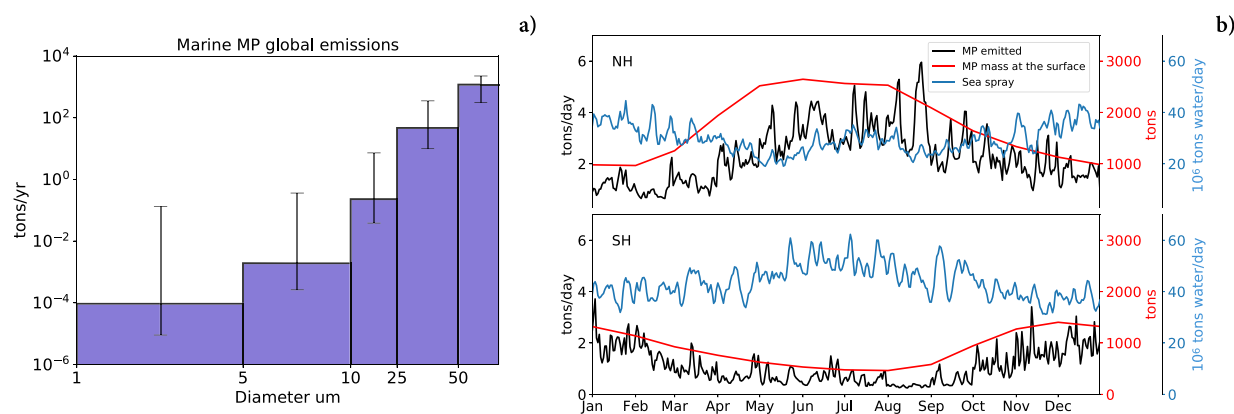 a)
Marine MP global emissions
10^4
10^2
10^0
10^−2
10^−4
10^−6
tons/yr
1
5
10
25
50
Diameter um
b)
NH
MP emitted
MP mass at the surface
Sea spray
6
4
2
tons/day
3000
2000
1000
tons
60
40
20
10^6 tons water/day
SH
6
4
2
0
tons/day
3000
2000
1000
0
tons
60
40
20
0
10^6 tons water/day
Jan
Feb
Mar
Apr
May
Jun
Jul
Aug
Sep
Oct
Nov
Dec